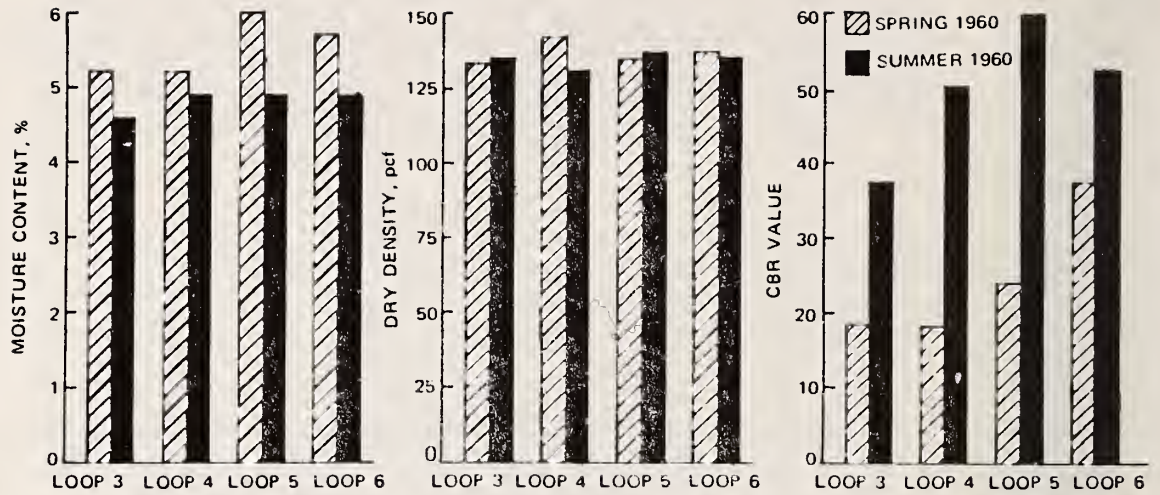 MOISTURE CONTENT, %
6
5
4
3
2
1
0
LOOP 3 LOOP 4 LOOP 5 LOOP 6
DRY DENSITY, pcf
150
125
100
75
50
25
0
LOOP 3 LOOP 4 LOOP 5 LOOP 6
CBR VALUE
60
50
40
30
20
10
0
SPRING 1960
SUMMER 1960
LOOP 3 LOOP 4 LOOP 5 LOOP 6